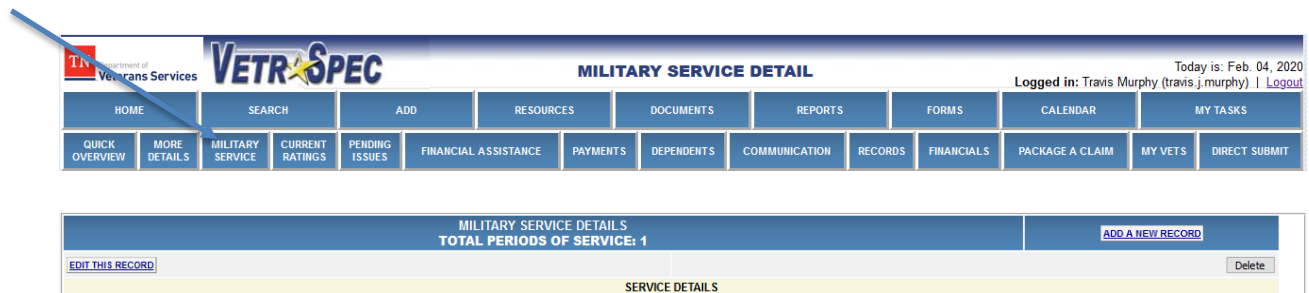 TN Department of
Veterans Services
VETRSPEC
MILITARY SERVICE DETAIL
Today is: Feb. 04, 2020
Logged in: Travis Murphy (travis.j.murphy) | Logout
HOME SEARCH ADD RESOURCES DOCUMENTS REPORTS FORMS CALENDAR MY TASKS
QUICK OVERVIEW MORE DETAILS MILITARY SERVICE CURRENT RATINGS PENDING ISSUES FINANCIAL ASSISTANCE PAYMENTS DEPENDENTS COMMUNICATION RECORDS FINANCIALS PACKAGE A CLAIM MY VETS DIRECT SUBMIT
MILITARY SERVICE DETAILS
TOTAL PERIODS OF SERVICE: 1
ADD A NEW RECORD
EDIT THIS RECORD Delete
SERVICE DETAILS